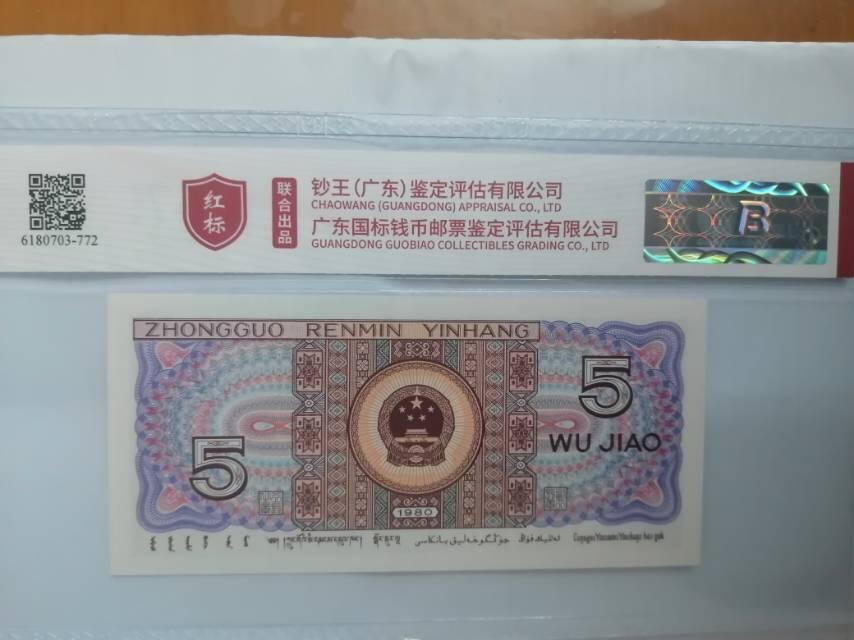 6180703-772
红标
联合出品
钞王（广东）鉴定评估有限公司
CHAOWANG (GUANGDONG) APPRAISAL CO., LTD
广东国标钱币邮票鉴定评估有限公司
GUANGDONG GUOBIAO COLLECTIBLES GRADING CO., LTD
B
ZHONGGUO RENMIN YINHANG
5
WU JIAO
5
1980